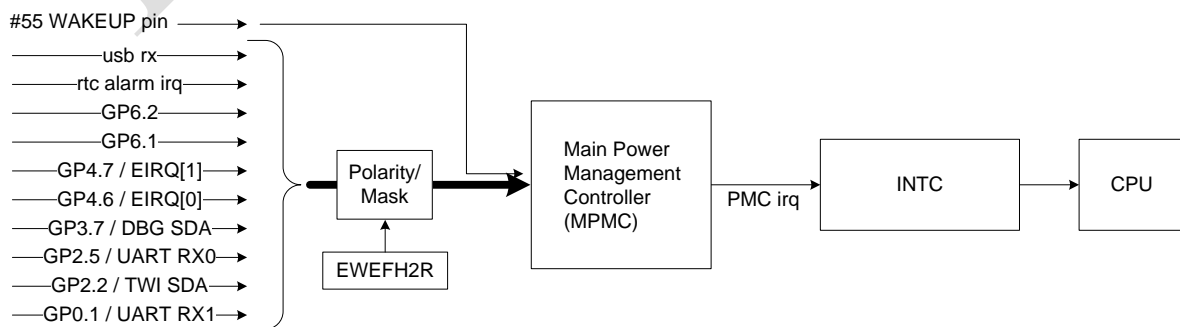 #55 WAKEUP pin
usb rx
rtc alarm irq
GP6.2
GP6.1
GP4.7 / EIRQ[1]
GP4.6 / EIRQ[0]
GP3.7 / DBG SDA
GP2.5 / UART RX0
GP2.2 / TWI SDA
GP0.1 / UART RX1
Polarity/
Mask
EWEFH2R
Main Power
Management
Controller
(MPMC)
PMC irq
INTC
CPU